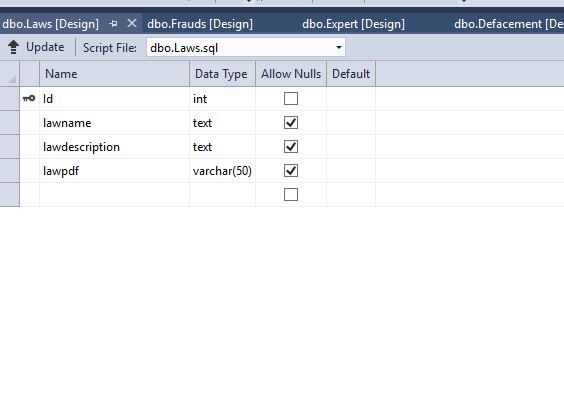 dbo.Laws [Design] dbo.Frauds [Design] dbo.Expert [Design] dbo.Defacement [De
Update Script File: dbo.Laws.sql
Name Data Type Allow Nulls Default
Id int
lawname text
lawdescription text
lawpdf varchar(50)